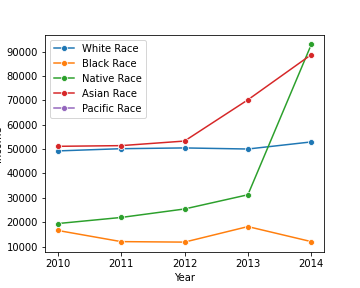 90000
80000
70000
60000
50000
40000
30000
20000
10000
White Race
Black Race
Native Race
Asian Race
Pacific Race
2010 2011 2012 2013 2014
Year